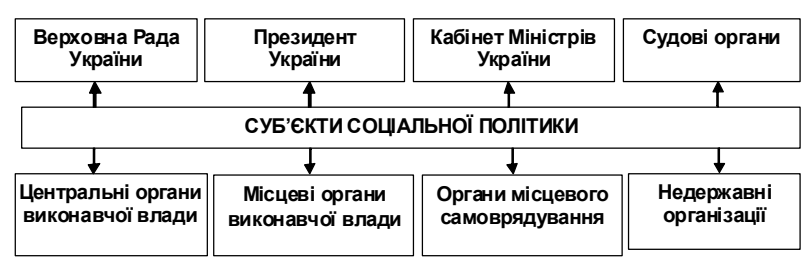 Верховна Рада
України
Президент
України
Кабінет Міністрів
України
Судові органи
СУБ'ЄКТИ СОЦІАЛЬНОЇ ПОЛІТИКИ
Центральні органи
виконавчої влади
Місцеві органи
виконавчої влади
Органи місцевого
самоврядування
Недержавні
організації